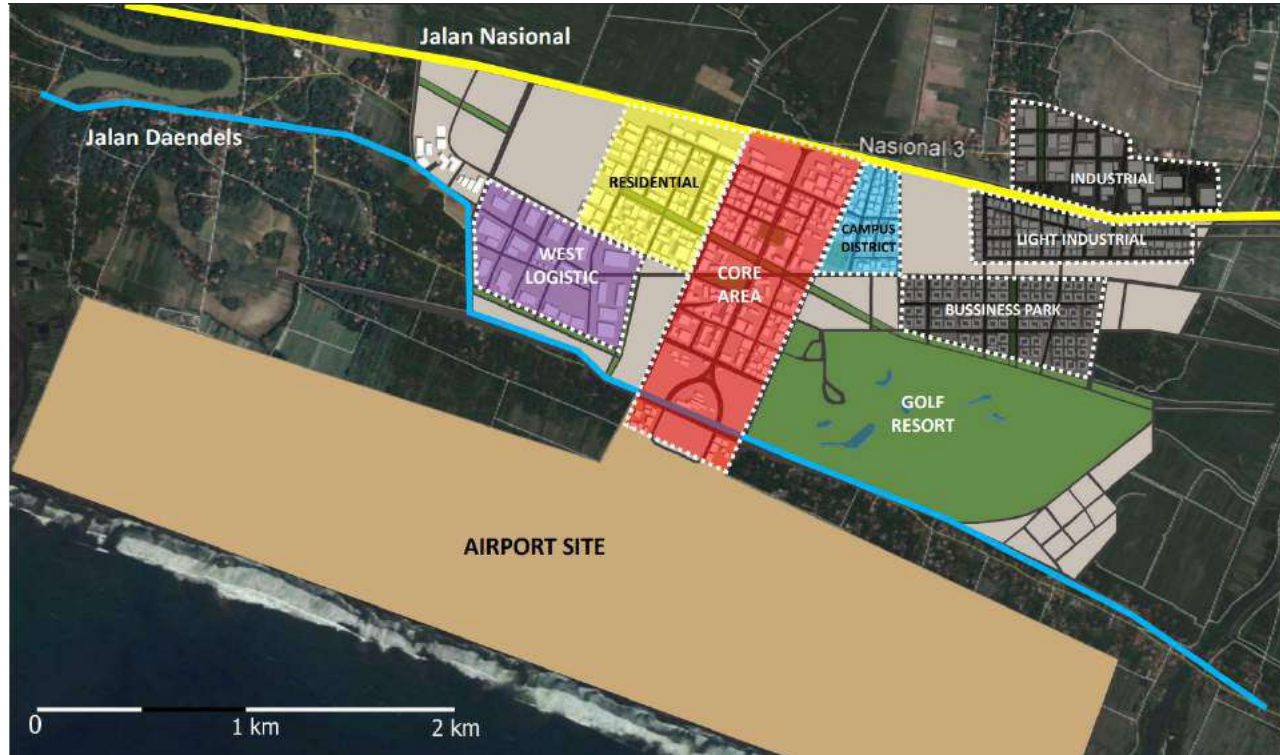 Jalan Nasional
Jalan Daendels
Nasional 3
INDUSTRIAL
RESIDENTIAL
LIGHT INDUSTRIAL
CAMPUS
DISTRICT
WEST
LOGISTIC
CORE
AREA
BUSSINESS PARK
GOLF
RESORT
AIRPORT SITE
0
1 km
2 km